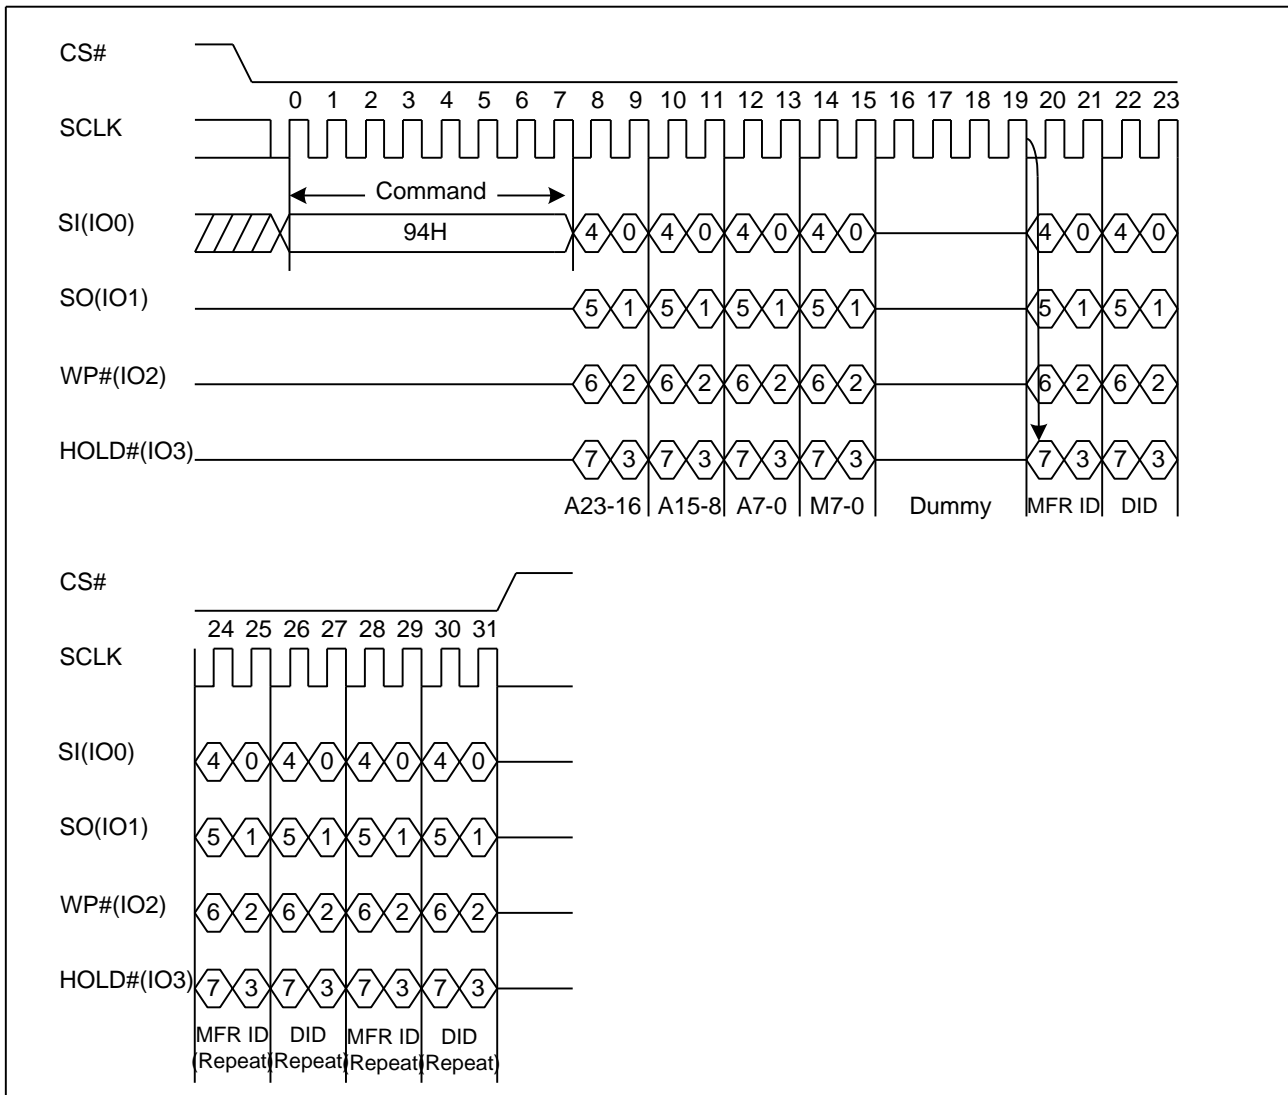 CS#
0 1 2 3 4 5 6 7 8 9 10 11 12 13 14 15 16 17 18 19 20 21 22 23
SCLK
Command
SI(IO0) 94H 4 0 4 0 4 0 4 0 4 0 4 0
SO(IO1) 5 1 5 1 5 1 5 1 5 1 5 1
WP#(IO2) 6 2 6 2 6 2 6 2 6 2 6 2
HOLD#(IO3) 7 3 7 3 7 3 7 3 7 3 7 3
A23-16 A15-8 A7-0 M7-0 Dummy MFR ID DID
CS#
24 25 26 27 28 29 30 31
SCLK
SI(IO0) 4 0 4 0 4 0 4 0
SO(IO1) 5 1 5 1 5 1 5 1
WP#(IO2) 6 2 6 2 6 2 6 2
HOLD#(IO3) 7 3 7 3 7 3 7 3
MFR ID DID MFR ID DID
(Repeat) (Repeat) (Repeat) (Repeat)